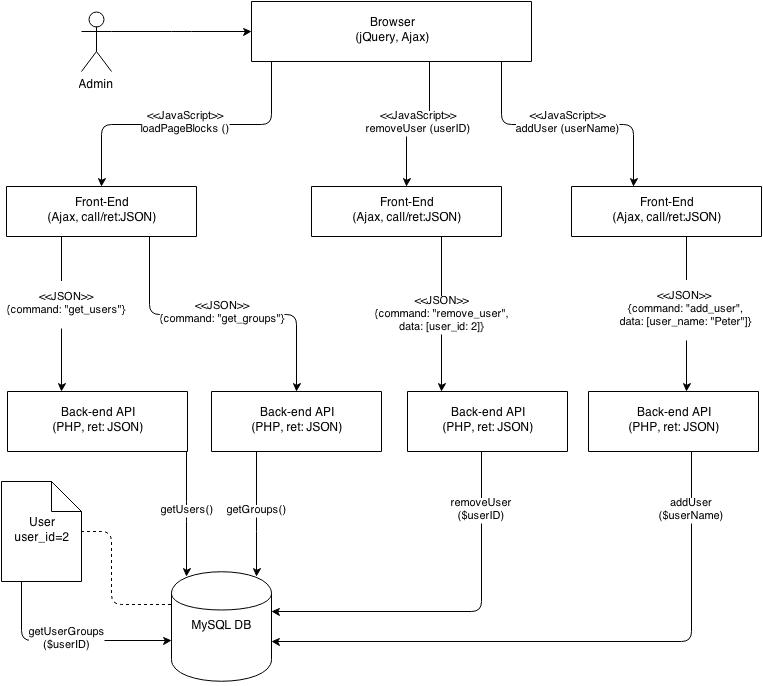 Browser
(jQuery, Ajax)
Admin
<<JavaScript>>
loadPageBlocks ()
<<JavaScript>>
removeUser (userID)
<<JavaScript>>
addUser (userName)
Front-End
(Ajax, call/ret:JSON)
Front-End
(Ajax, call/ret:JSON)
Front-End
(Ajax, call/ret:JSON)
<<JSON>>
{command: "get_users"}
<<JSON>>
{command: "get_groups"}
<<JSON>>
{command: "remove_user",
data: [user_id: 2]}
<<JSON>>
{command: "add_user",
data: [user_name: "Peter"]}
Back-end API
(PHP, ret: JSON)
Back-end API
(PHP, ret: JSON)
Back-end API
(PHP, ret: JSON)
Back-end API
(PHP, ret: JSON)
getUsers()
getGroups()
removeUser
($userID)
addUser
($userName)
User
user_id=2
MySQL DB
getUserGroups
($userID)